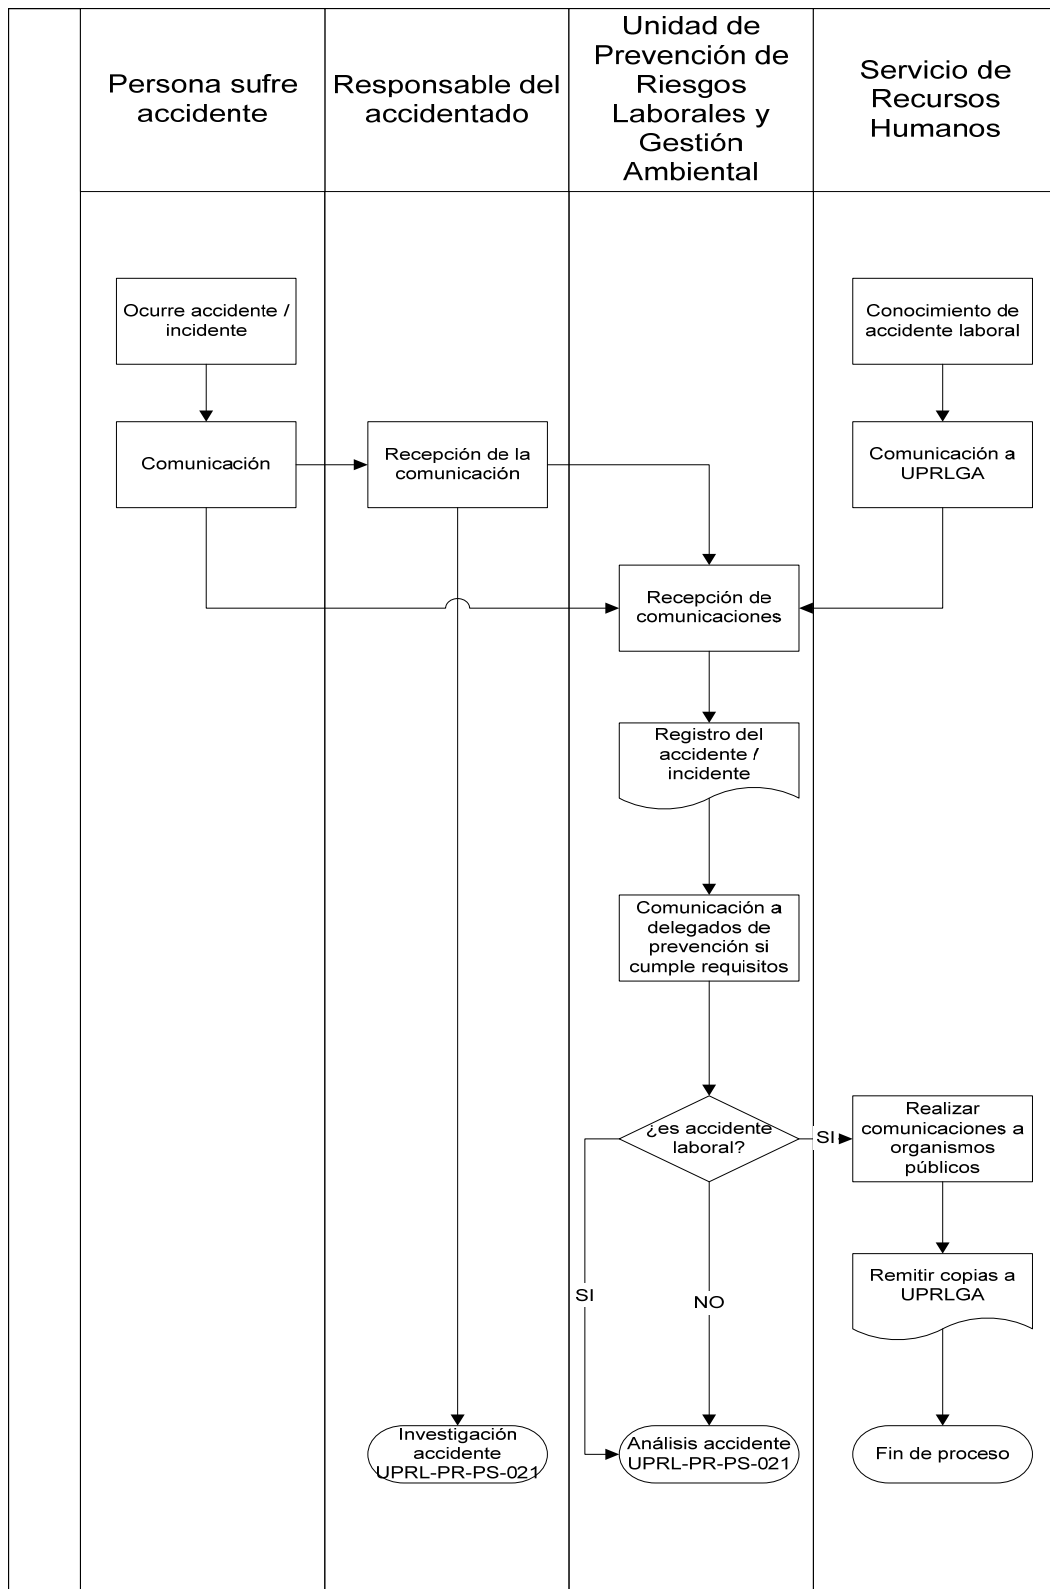 Persona sufre
accidente
Responsable del
accidentado
Unidad de
Prevención de
Riesgos
Laborales y
Gestión
Ambiental
Servicio de
Recursos
Humanos
Ocurre accidente /
incidente
Conocimiento de
accidente laboral
Comunicación
Recepción de la
comunicación
Comunicación a
UPRLGA
Recepción de
comunicaciones
Registro del
accidente /
incidente
Comunicación a
delegados de
prevención si
cumple requisitos
¿es accidente
laboral?
SI
Realizar
comunicaciones a
organismos
públicos
Remitir copias a
UPRLGA
SI
NO
Investigación
accidente
UPRL-PR-PS-021
Análisis accidente
UPRL-PR-PS-021
Fin de proceso